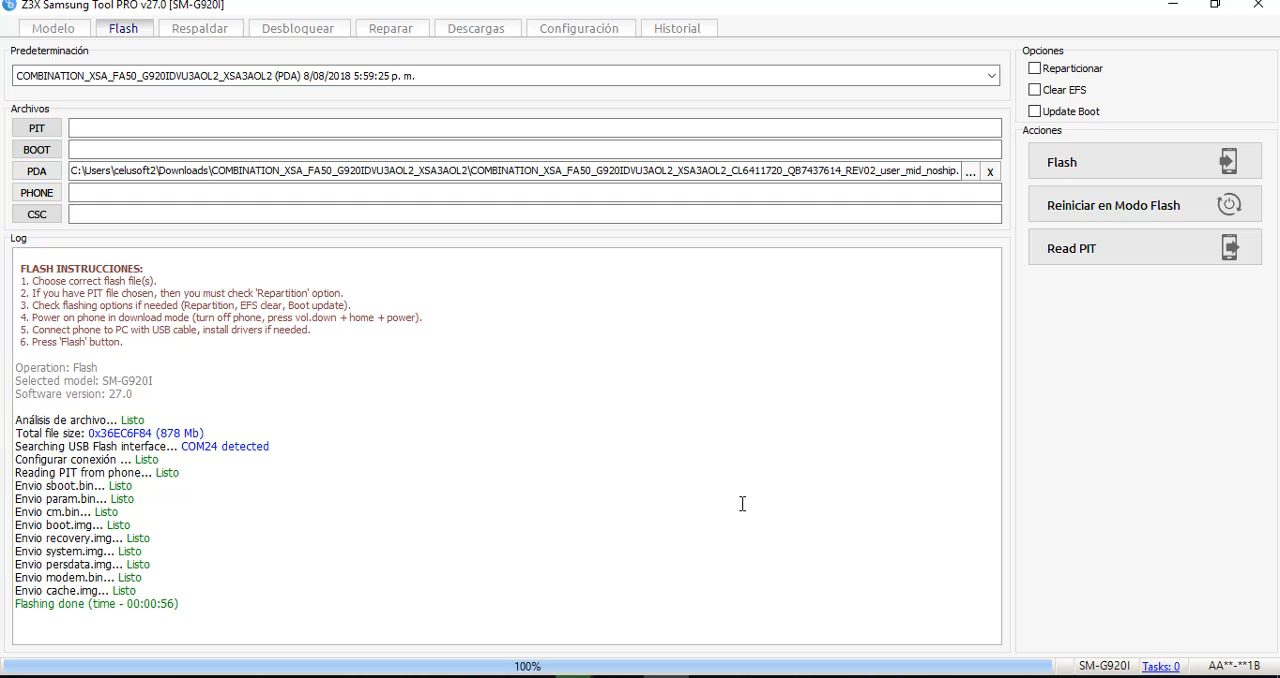 Z3X Samsung Tool PRO v27.0 [SM-G920I]
Modelo Flash Respaldar Desbloquear Reparar Descargas Configuración Historial
Predeterminación
COMBINATION_XSA_FA50_G920IDVU3AOL2_XSA3AOL2 (PDA) 8/08/2018 5:59:25 p. m.
Archivos
PIT
BOOT
PDA C:\Users\celusoft2\Downloads\COMBINATION_XSA_FA50_G920IDVU3AOL2_XSA3AOL2\COMBINATION_XSA_FA50_G920IDVU3AOL2_XSA3AOL2_CL6411720_QB7437614_REV02_user_mid_noship. ... x
PHONE
CSC
Opciones
Reparticionar
Clear EFS
Update Boot
Acciones
Flash
Reiniciar en Modo Flash
Read PIT
Log
FLASH INSTRUCCIONES:
1. Choose correct flash file(s).
2. If you have PIT file chosen, then you must check 'Repartition' option.
3. Check flashing options if needed (Repartition, EFS clear, Boot update).
4. Power on phone in download mode (turn off phone, press vol.down + home + power).
5. Connect phone to PC with USB cable, install drivers if needed.
6. Press 'Flash' button.
Operation: Flash
Selected model: SM-G920I
Software version: 27.0
Análisis de archivo... Listo
Total file size: 0x36EC6F84 (878 Mb)
Searching USB Flash interface... COM24 detected
Configurar conexión ... Listo
Reading PIT from phone... Listo
Envio sboot.bin... Listo
Envio param.bin... Listo
Envio cm.bin... Listo
Envio boot.img... Listo
Envio recovery.img... Listo
Envio system.img... Listo
Envio persdata.img... Listo
Envio modem.bin... Listo
Envio cache.img... Listo
Flashing done (time - 00:00:56)
100% SM-G920I Tasks: 0 AA**-**1B